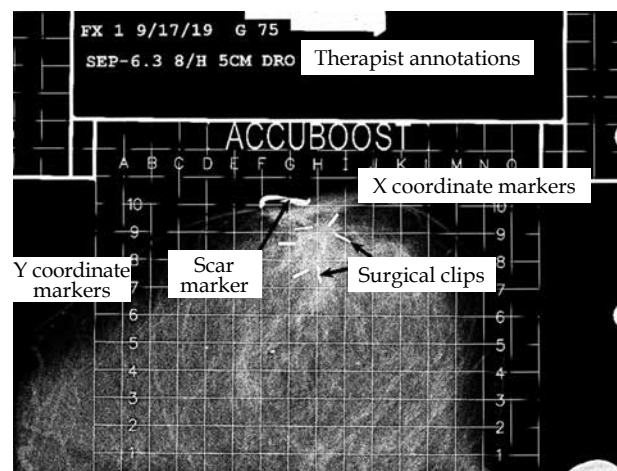 FX 1 9/17/19 G 75
SEP-6.3 8/H 5CM DRO
Therapist annotations
ACCUBOOST
A B C D E F G H I J K L M N O
X coordinate markers
10 10
9 9
8 8
Scar
marker
Surgical clips
Y coordinate
markers
7 7
6 6
5 5
4 4
3 3
2 2
1 1